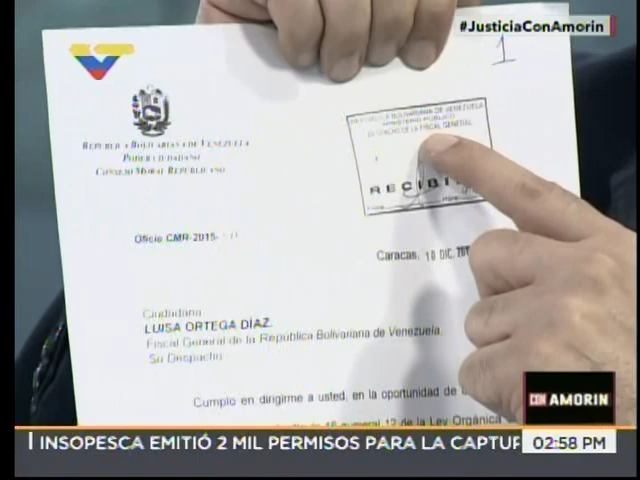 #JusticiaConAmorin
1
REPÚBLICA BOLIVARIANA DE VENEZUELA
MINISTERIO PÚBLICO
DESPACHO DE LA FISCAL GENERAL
RECIBI
REPÚBLICA BOLIVARIANA DE VENEZUELA
PODER CIUDADANO
CONSEJO MORAL REPUBLICANO
Oficio CMR-2015-
Caracas, 10 DIC. 201
Ciudadana
LUISA ORTEGA DÍAZ
Fiscal General de la República Bolivariana de Venezuela.
Su Despacho
Cumplo en dirigirme a usted, en la oportunidad de
numeral 12 de la Ley Orgánica
CON AMORIN
INSOPESCA EMITIÓ 2 MIL PERMISOS PARA LA CAPTUR
02:58 PM